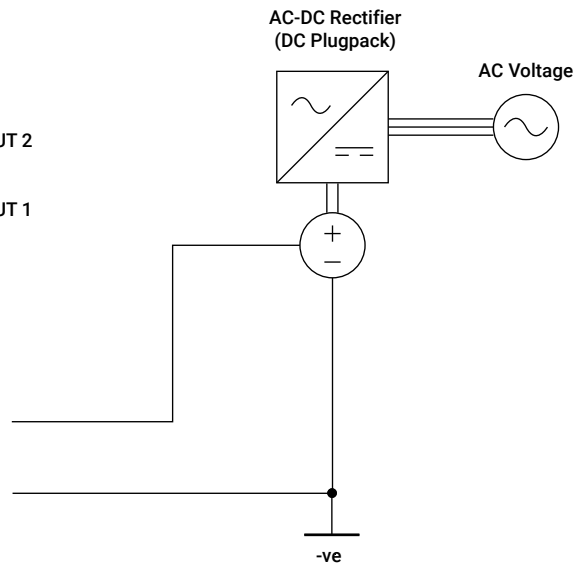 AC-DC Rectifier
(DC Plugpack)
AC Voltage
UT 2
UT 1
+
−
-ve